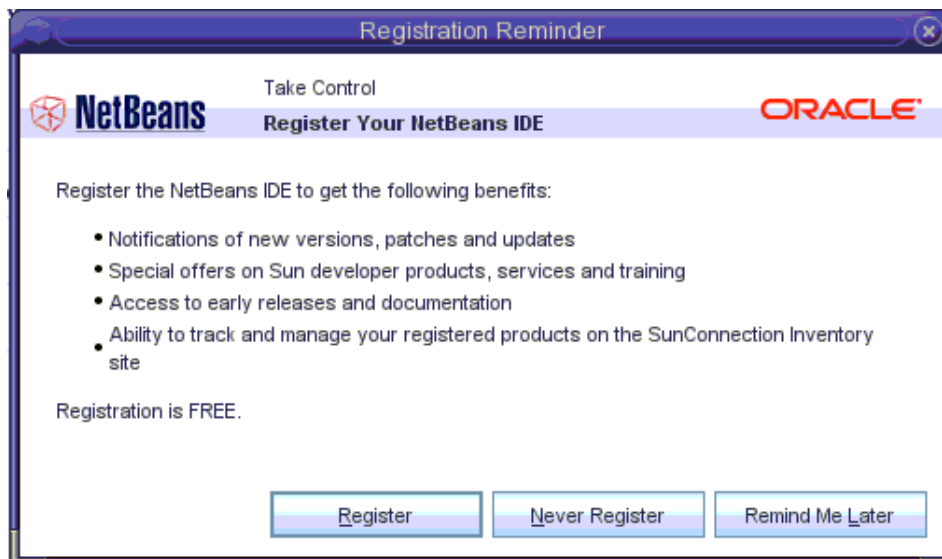 Registration Reminder
Take Control
NetBeans
Register Your NetBeans IDE
ORACLE
Register the NetBeans IDE to get the following benefits:
• Notifications of new versions, patches and updates
• Special offers on Sun developer products, services and training
• Access to early releases and documentation
• Ability to track and manage your registered products on the SunConnection Inventory
site
Registration is FREE.
Register
Never Register
Remind Me Later